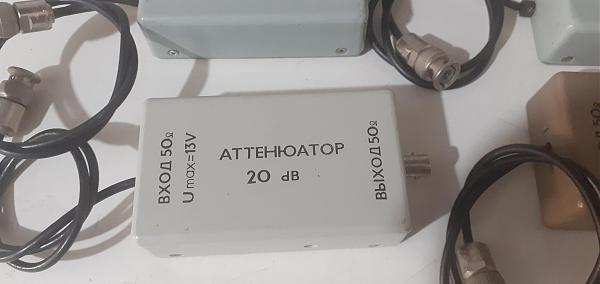 ВХОД 50Ω
U max=13V
АТТЕНЮАТОР
20 dB
ВЫХОД 50Ω